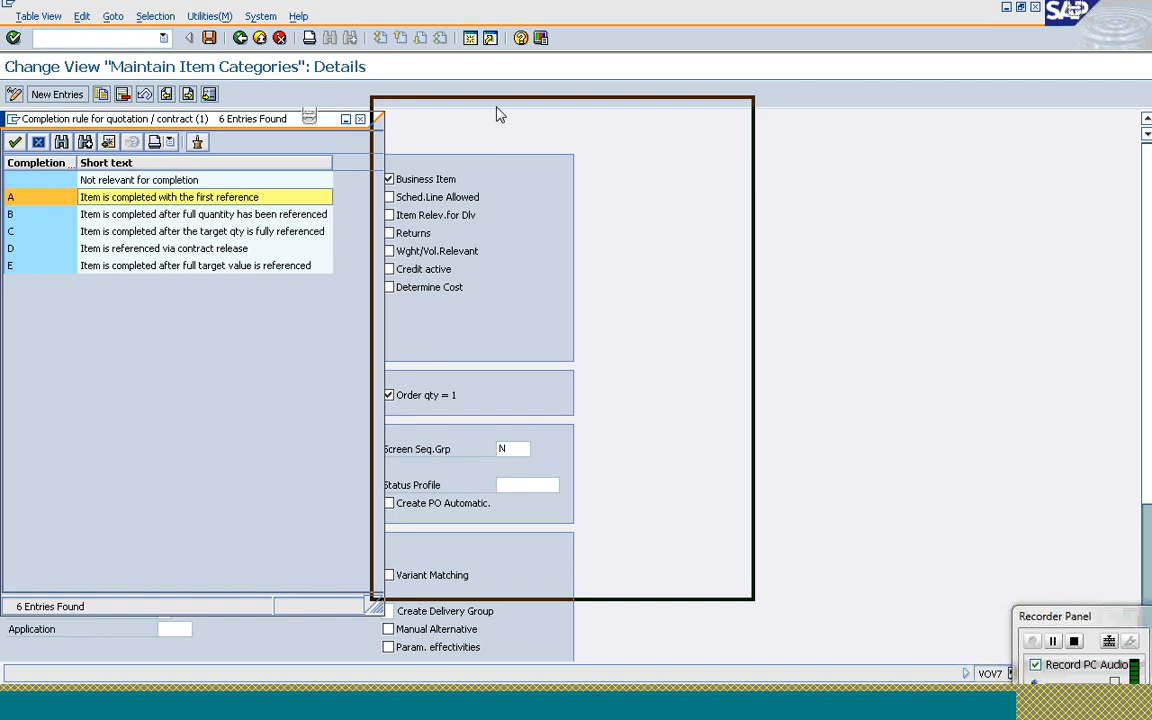 Table View Edit Goto Selection Utilities(M) System Help
SAP
Change View "Maintain Item Categories": Details
New Entries
Completion rule for quotation / contract (1) 6 Entries Found
Completion ... Short text
Not relevant for completion
A Item is completed with the first reference
B Item is completed after full quantity has been referenced
C Item is completed after the target qty is fully referenced
D Item is referenced via contract release
E Item is completed after full target value is referenced
6 Entries Found
Application
Business Item
Sched.Line Allowed
Item Relev.for Dlv
Returns
Wght/Vol.Relevant
Credit active
Determine Cost
Order qty = 1
Screen Seq.Grp N
Status Profile
Create PO Automatic.
Variant Matching
Create Delivery Group
Manual Alternative
Param. effectivities
Recorder Panel
Record PC Audio
VOV7